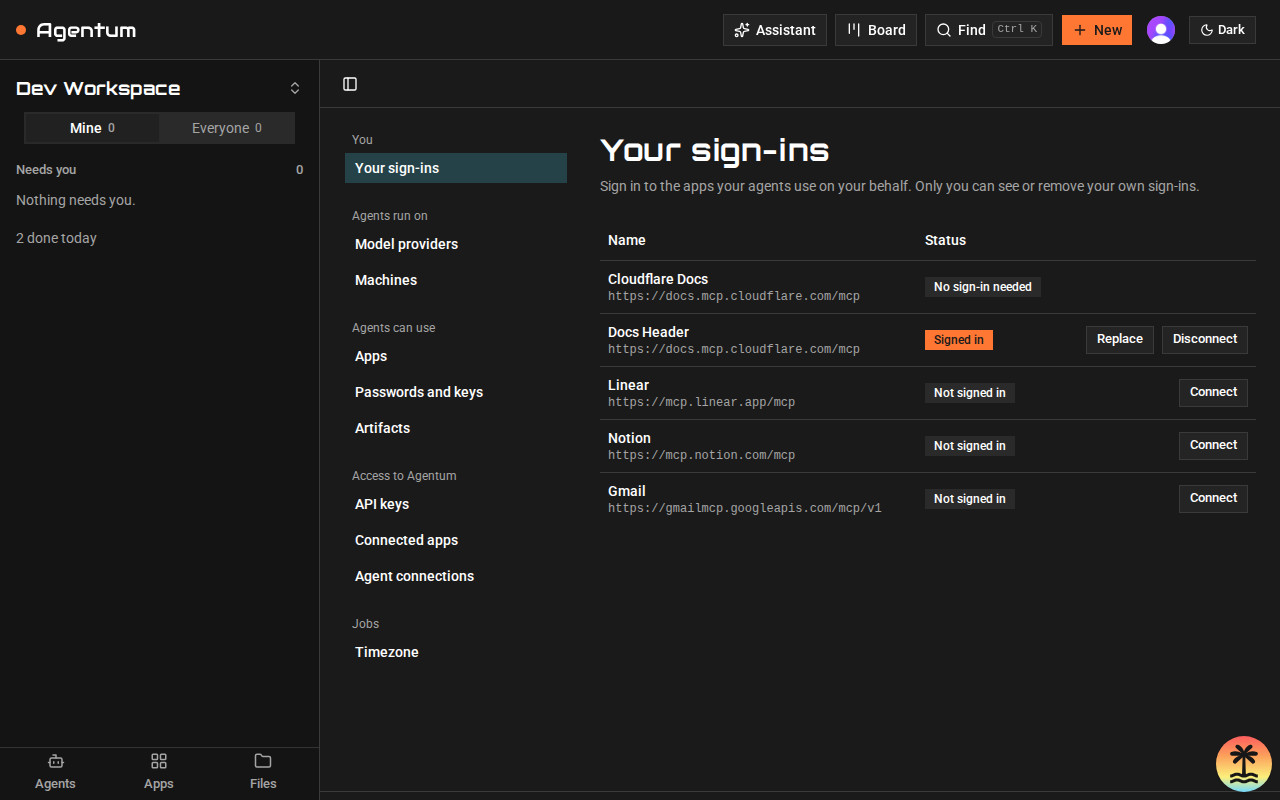 Agentum
Assistant
Board
Find Ctrl K
New
Dark
Dev Workspace
Mine 0
Everyone 0
Needs you 0
Nothing needs you.
2 done today
Agents
Apps
Files
You
Your sign-ins
Agents run on
Model providers
Machines
Agents can use
Apps
Passwords and keys
Artifacts
Access to Agentum
API keys
Connected apps
Agent connections
Jobs
Timezone
Your sign-ins
Sign in to the apps your agents use on your behalf. Only you can see or remove your own sign-ins.
Name Status
Cloudflare Docs
https://docs.mcp.cloudflare.com/mcp
No sign-in needed
Docs Header
https://docs.mcp.cloudflare.com/mcp
Signed in
Replace
Disconnect
Linear
https://mcp.linear.app/mcp
Not signed in
Connect
Notion
https://mcp.notion.com/mcp
Not signed in
Connect
Gmail
https://gmailmcp.googleapis.com/mcp/v1
Not signed in
Connect